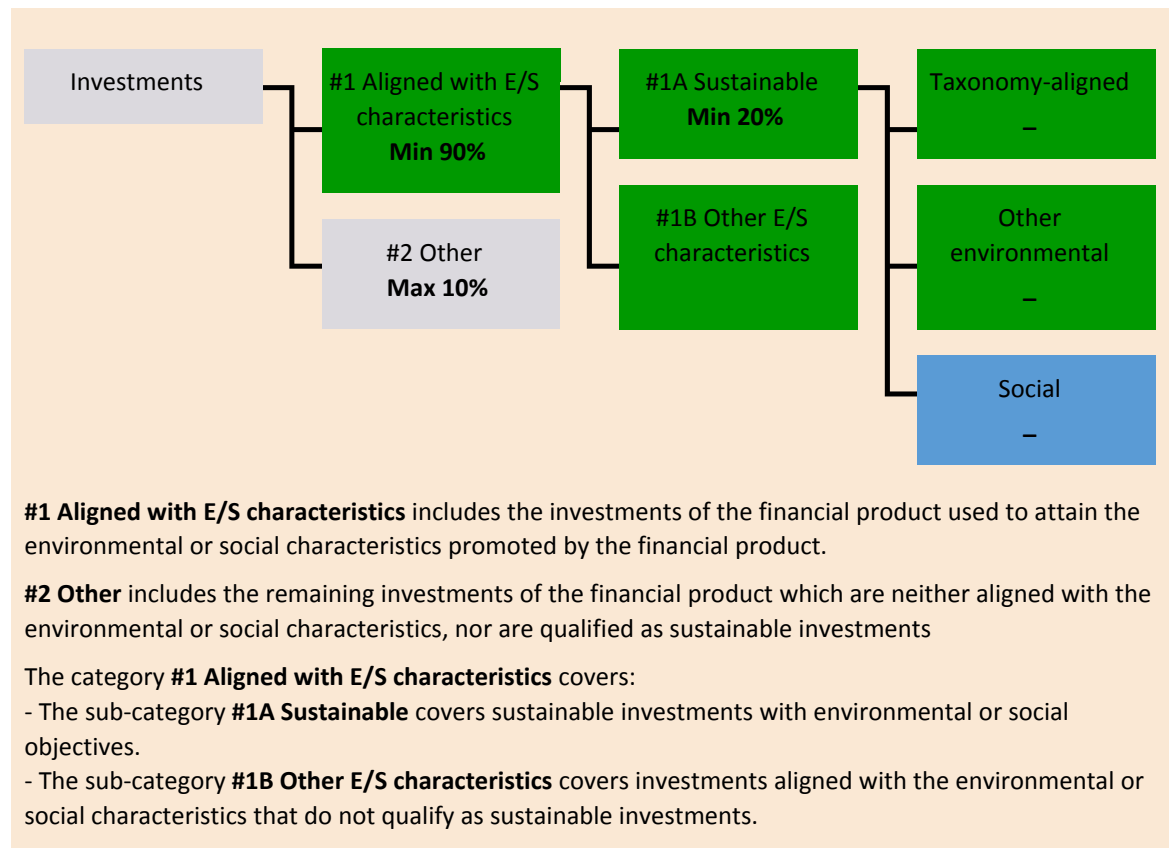 Investments
#1 Aligned with E/S
characteristics
Min 90%
#2 Other
Max 10%
#1A Sustainable
Min 20%
#1B Other E/S
characteristics
Taxonomy-aligned
–
Other
environmental
–
Social
–
#1 Aligned with E/S characteristics includes the investments of the financial product used to attain the
environmental or social characteristics promoted by the financial product.
#2 Other includes the remaining investments of the financial product which are neither aligned with the
environmental or social characteristics, nor are qualified as sustainable investments
The category #1 Aligned with E/S characteristics covers:
- The sub-category #1A Sustainable covers sustainable investments with environmental or social
objectives.
- The sub-category #1B Other E/S characteristics covers investments aligned with the environmental or
social characteristics that do not qualify as sustainable investments.